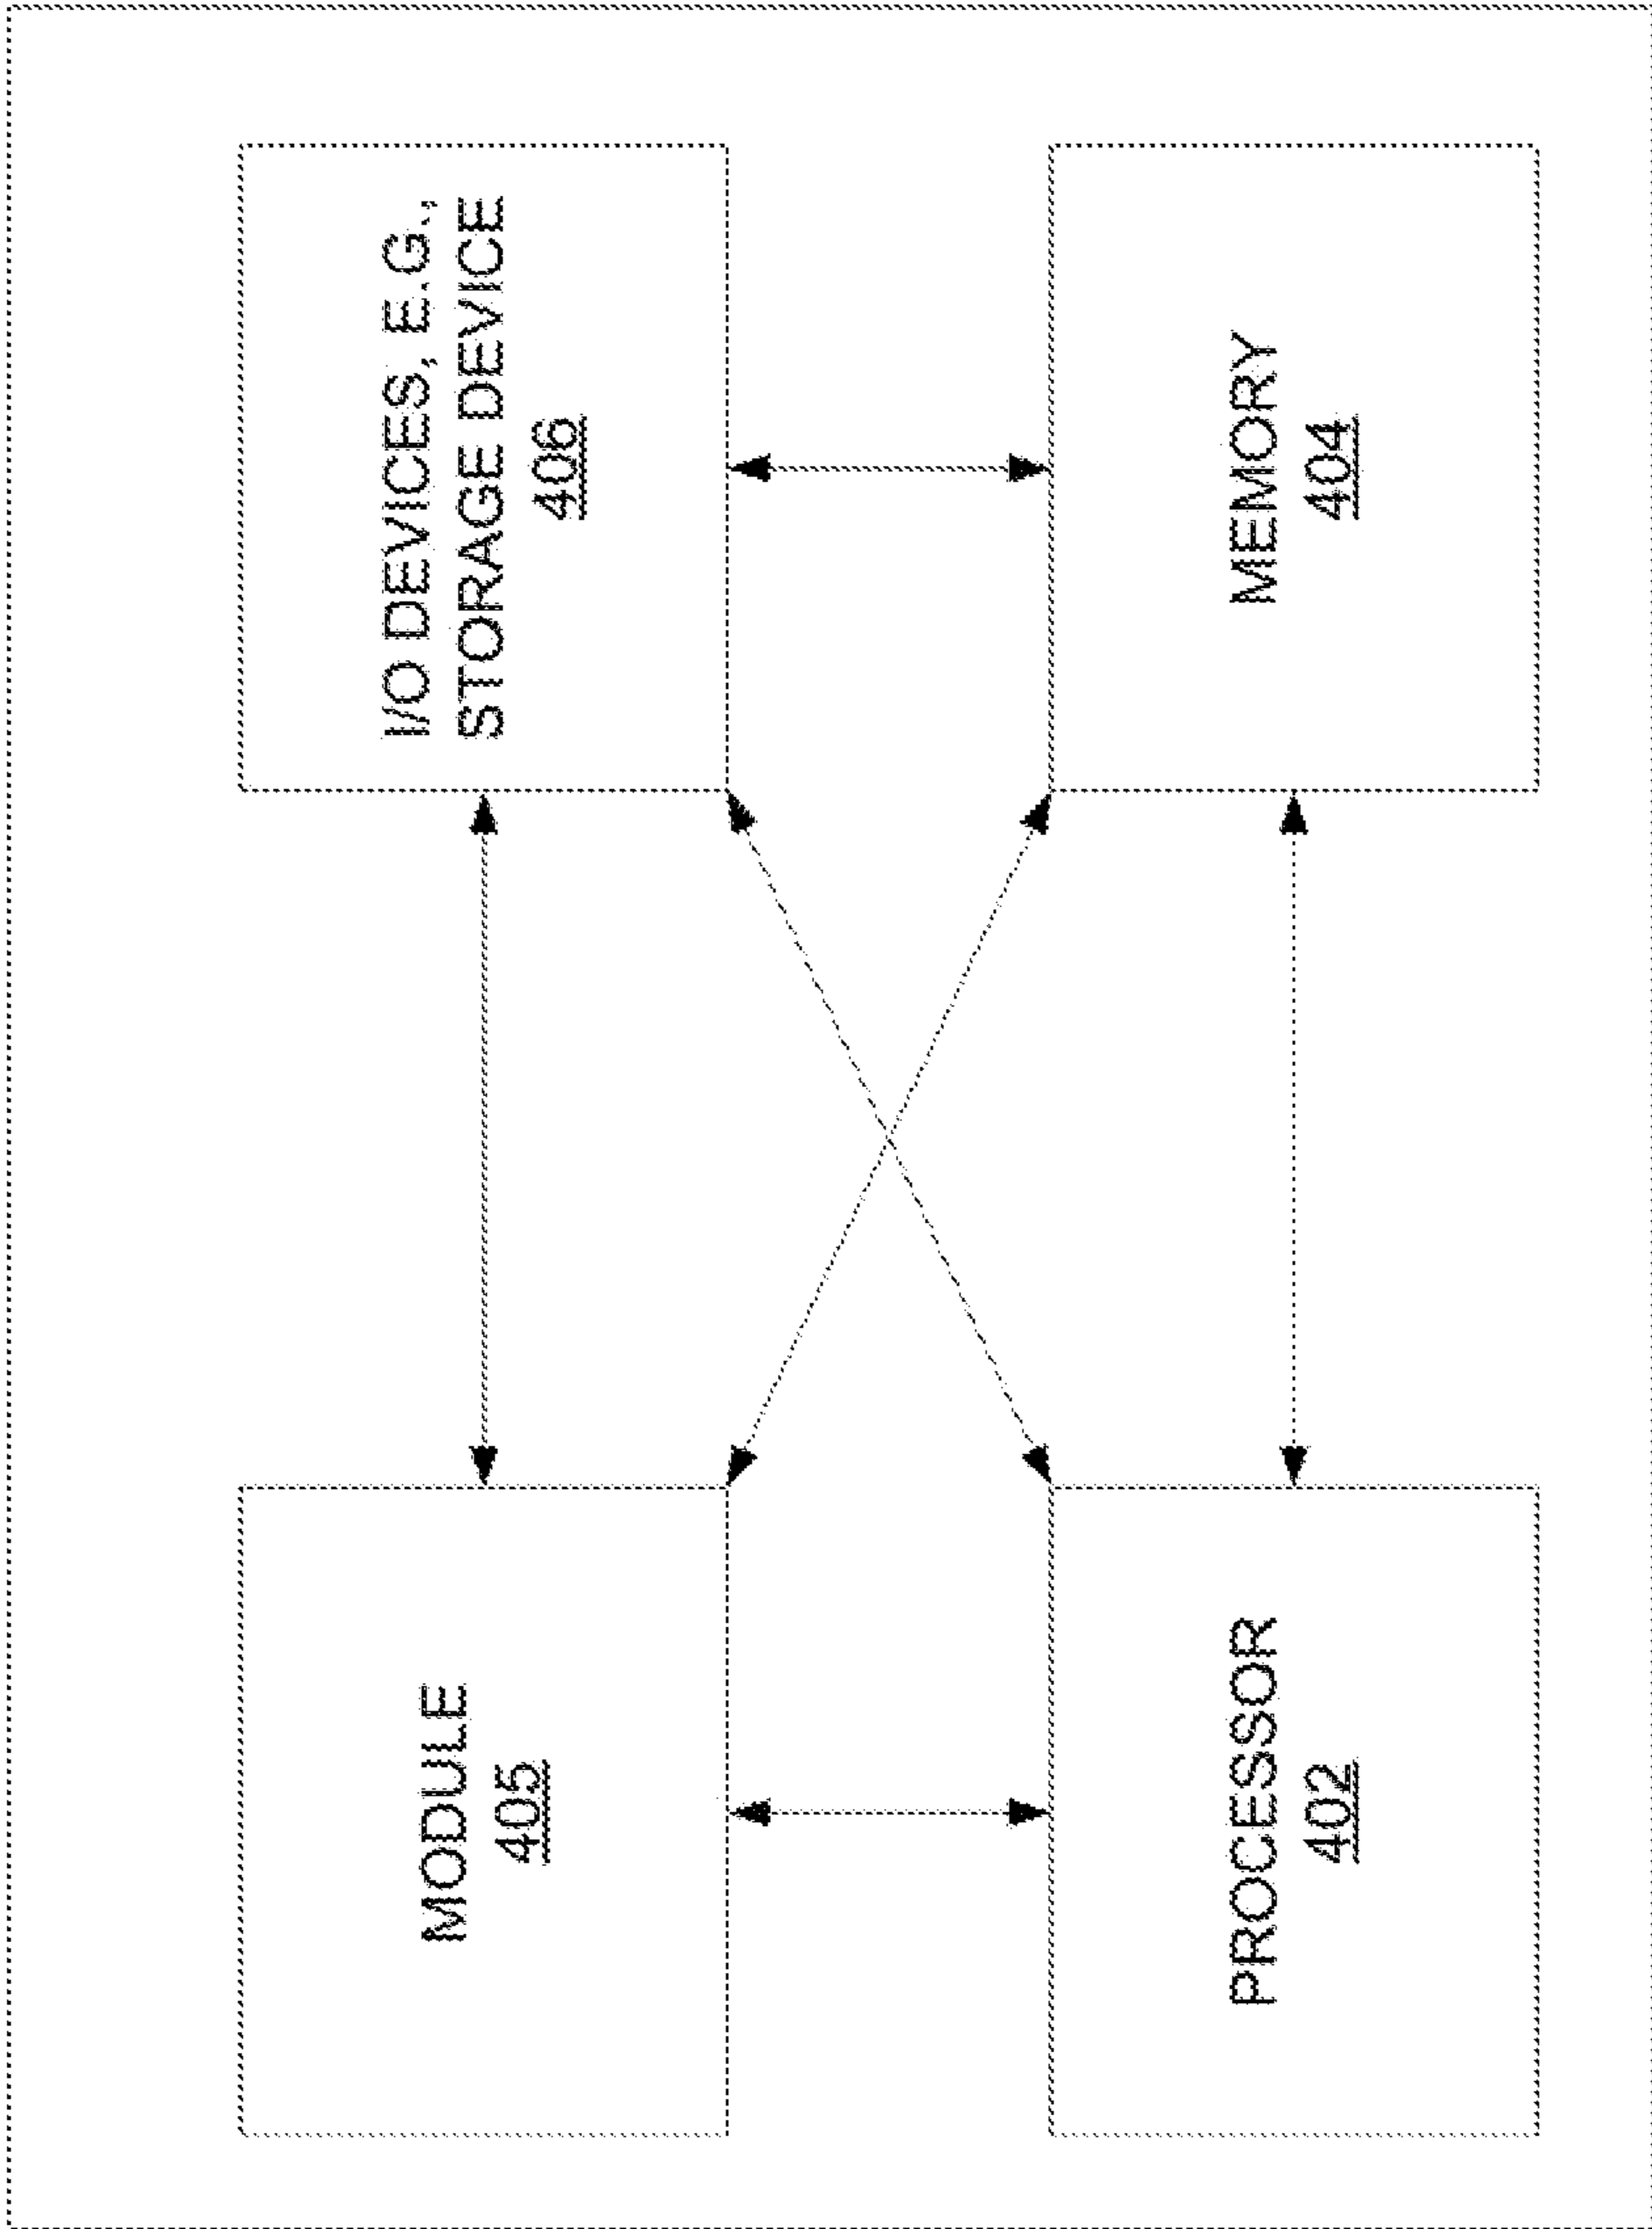 MODULE
405
I/O DEVICES, E.G.,
STORAGE DEVICE
406
PROCESSOR
402
MEMORY
404